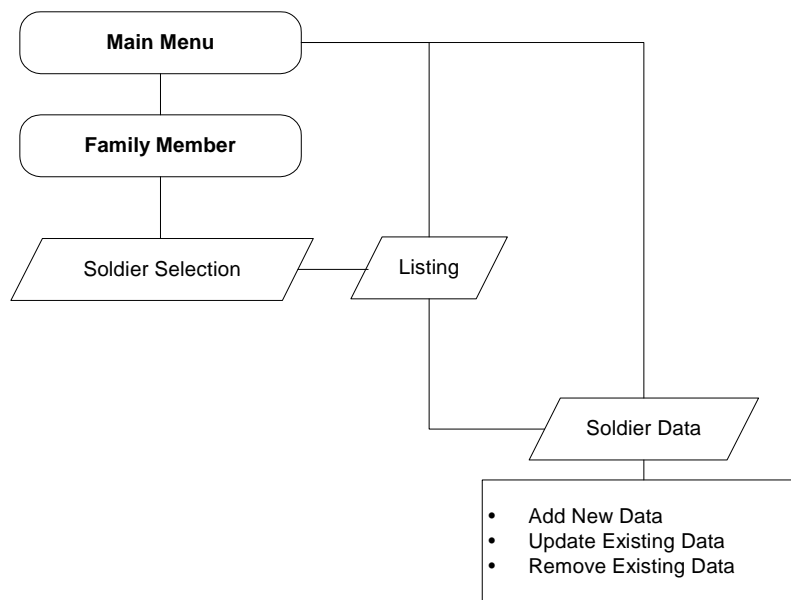 Main Menu
Family Member
Soldier Selection
Listing
Soldier Data
• Add New Data
• Update Existing Data
• Remove Existing Data